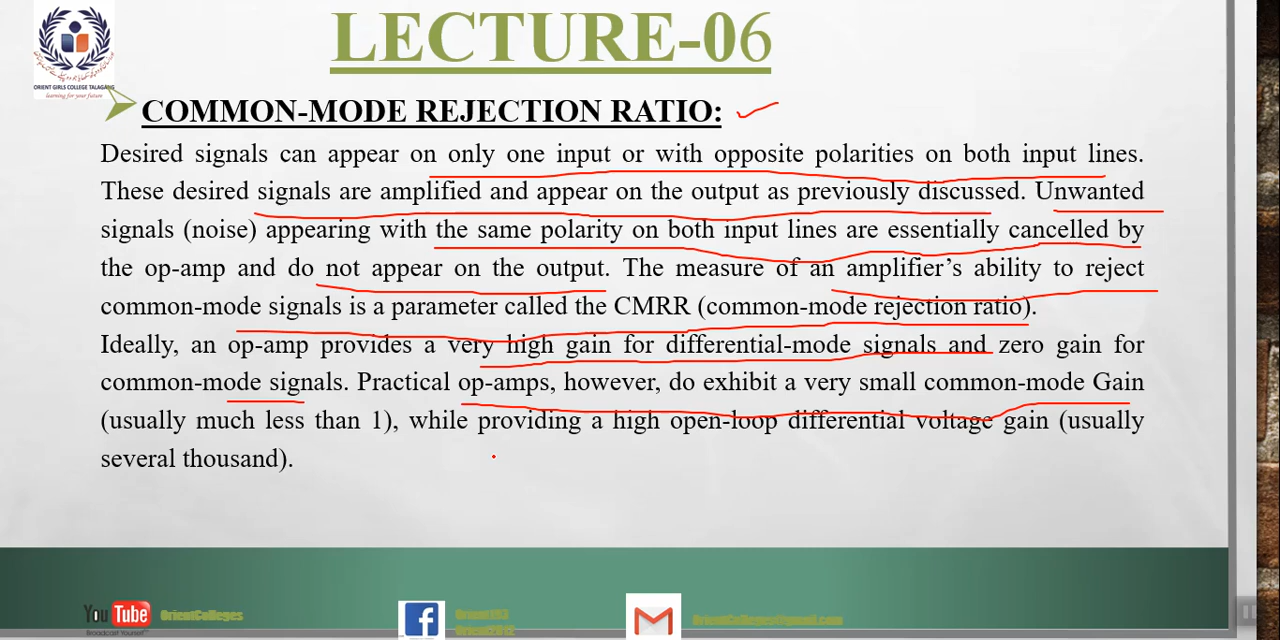 LECTURE-06
ORIENT GIRLS COLLEGE TALAGANG
learning for your future
COMMON-MODE REJECTION RATIO:
Desired signals can appear on only one input or with opposite polarities on both input lines.
These desired signals are amplified and appear on the output as previously discussed. Unwanted
signals (noise) appearing with the same polarity on both input lines are essentially cancelled by
the op-amp and do not appear on the output. The measure of an amplifier’s ability to reject
common-mode signals is a parameter called the CMRR (common-mode rejection ratio).
Ideally, an op-amp provides a very high gain for differential-mode signals and zero gain for
common-mode signals. Practical op-amps, however, do exhibit a very small common-mode Gain
(usually much less than 1), while providing a high open-loop differential voltage gain (usually
several thousand).
YouTube OrientColleges
Broadcast Yourself™